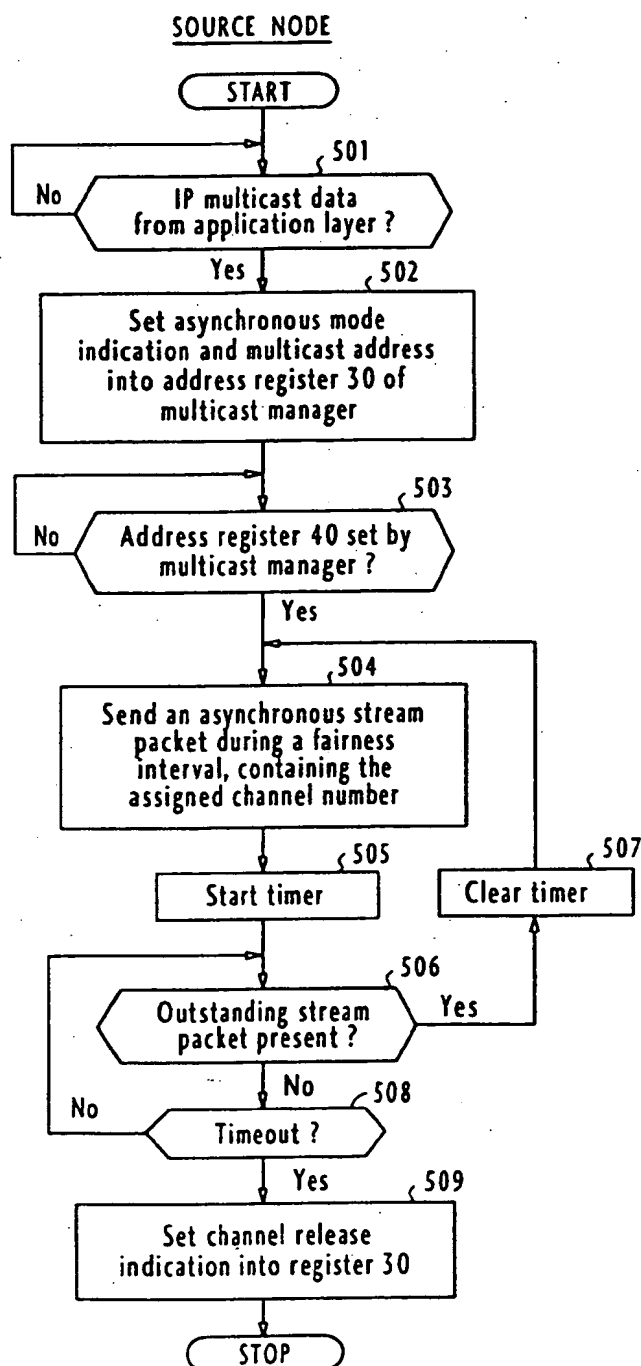 SOURCE NODE
START
501
No
IP multicast data
from application layer ?
Yes
502
Set asynchronous mode
indication and multicast address
into address register 30 of
multicast manager
503
No
Address register 40 set by
multicast manager ?
Yes
504
Send an asynchronous stream
packet during a fairness
interval, containing the
assigned channel number
505
507
Start timer
Clear timer
506
Outstanding stream
packet present ?
Yes
No
No
508
Timeout ?
Yes
509
Set channel release
indication into register 30
STOP